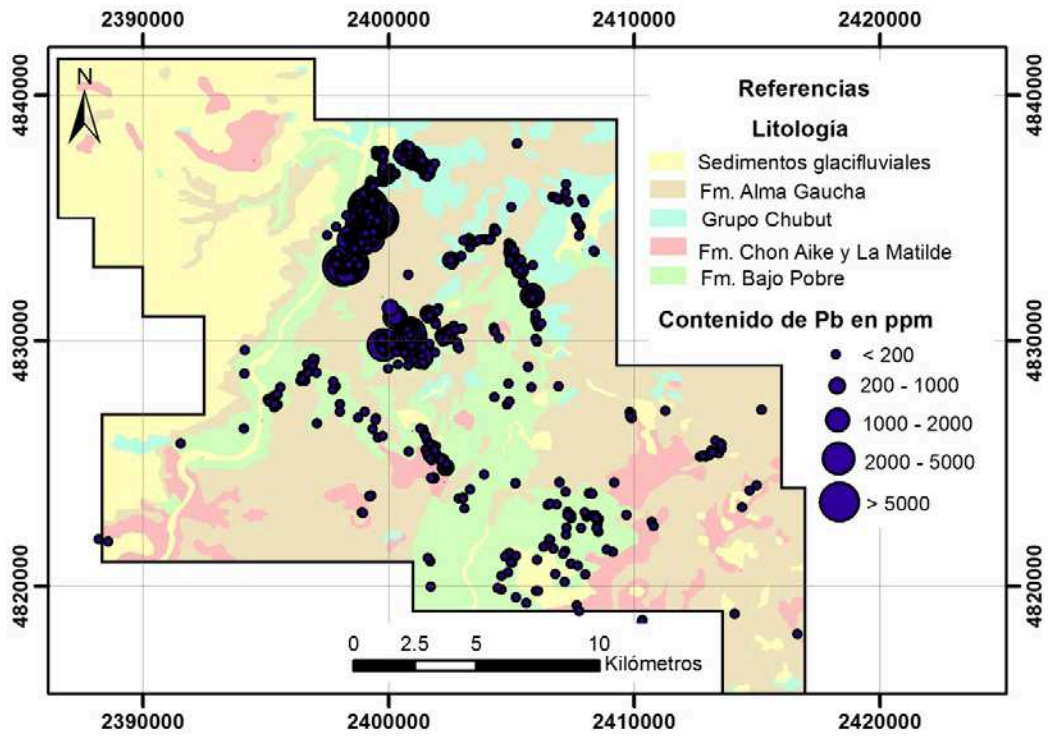 2390000 2400000 2410000 2420000
4840000 4840000
N
Referencias
Litología
Sedimentos glacifluviales
Fm. Alma Gaucha
Grupo Chubut
Fm. Chon Aike y La Matilde
Fm. Bajo Pobre
Contenido de Pb en ppm
< 200
200 - 1000
1000 - 2000
2000 - 5000
> 5000
4830000 4830000
4820000 4820000
0 2.5 5 10
Kilómetros
2390000 2400000 2410000 2420000